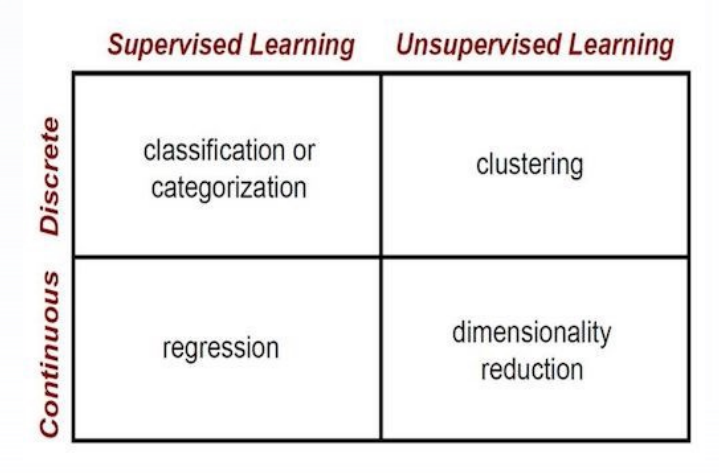 Supervised Learning Unsupervised Learning
Discrete
classification or
categorization
clustering
Continuous
regression
dimensionality
reduction